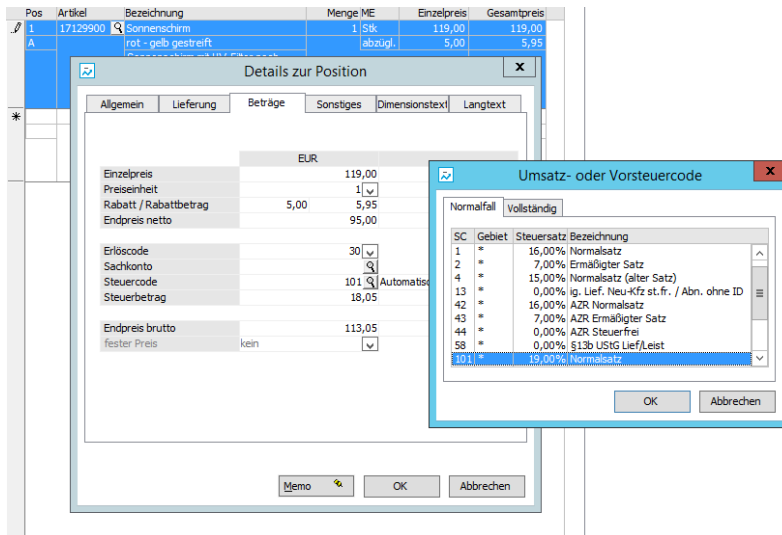 Pos Artikel Bezeichnung Menge ME Einzelpreis Gesamtpreis
1 17129900 Sonnenschirm 1 Stk 119,00 119,00
A rot - gelb gestreift abzügl. 5,00 5,95
Details zur Position x
Allgemein Lieferung Beträge Sonstiges Dimensionstext Langtext
EUR
Einzelpreis 119,00
Preiseinheit 1
Rabatt / Rabattbetrag 5,00 5,95
Endpreis netto 95,00
Erlöscode 30
Sachkonto
Steuercode 101 Automatisc
Steuerbetrag 18,05
Endpreis brutto 113,05
fester Preis kein
Memo OK Abbrechen
Umsatz- oder Vorsteuercode x
Normalfall Vollständig
SC Gebiet Steuersatz Bezeichnung
1 * 16,00% Normalsatz
2 * 7,00% Ermäßigter Satz
4 * 15,00% Normalsatz (alter Satz)
13 * 0,00% ig. Lief. Neu-Kfz st.fr. / Abn. ohne ID
42 * 16,00% AZR Normalsatz
43 * 7,00% AZR Ermäßigter Satz
44 * 0,00% AZR Steuerfrei
58 * 0,00% §13b UStG Lief/Leist
101 * 19,00% Normalsatz
OK Abbrechen